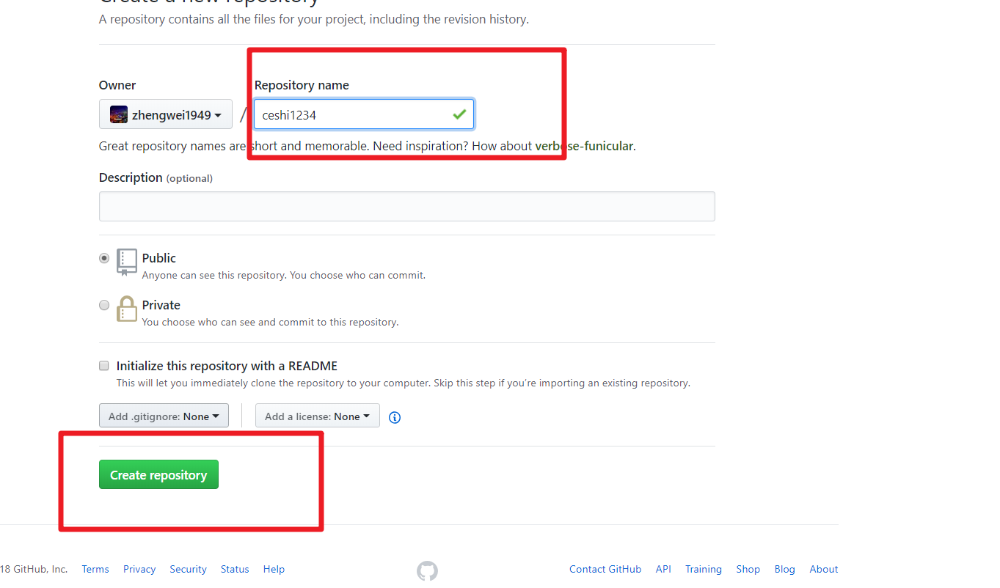 Create a new repository
A repository contains all the files for your project, including the revision history.
Owner
Repository name
zhengwei1949
/
ceshi1234
Great repository names are short and memorable. Need inspiration? How about verbose-funicular.
Description (optional)
Public
Anyone can see this repository. You choose who can commit.
Private
You choose who can see and commit to this repository.
Initialize this repository with a README
This will let you immediately clone the repository to your computer. Skip this step if you’re importing an existing repository.
Add .gitignore: None
Add a license: None
Create repository
18 GitHub, Inc. Terms Privacy Security Status Help Contact GitHub API Training Shop Blog About